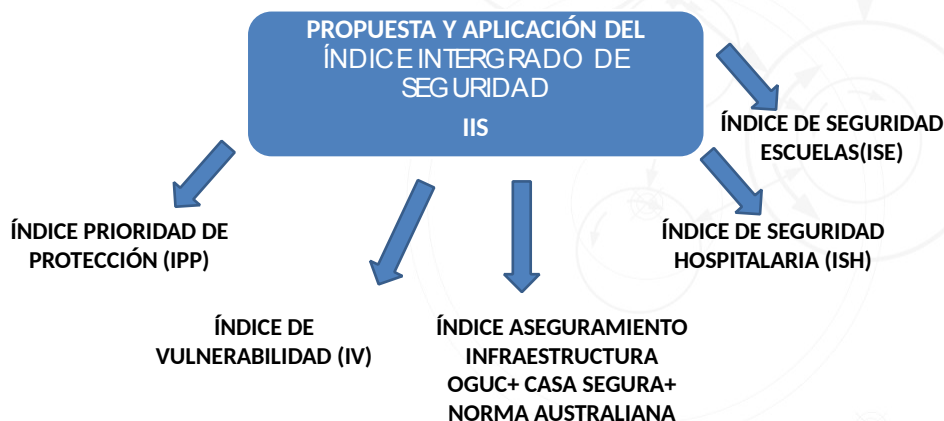 PROPUESTA Y APLICACIÓN DEL
ÍNDICE INTERGRADO DE
SEGURIDAD
IIS
ÍNDICE DE SEGURIDAD
ESCUELAS(ISE)
ÍNDICE PRIORIDAD DE
PROTECCIÓN (IPP)
ÍNDICE DE SEGURIDAD
HOSPITALARIA (ISH)
ÍNDICE DE
VULNERABILIDAD (IV)
ÍNDICE ASEGURAMIENTO
INFRAESTRUCTURA
OGUC+ CASA SEGURA+
NORMA AUSTRALIANA